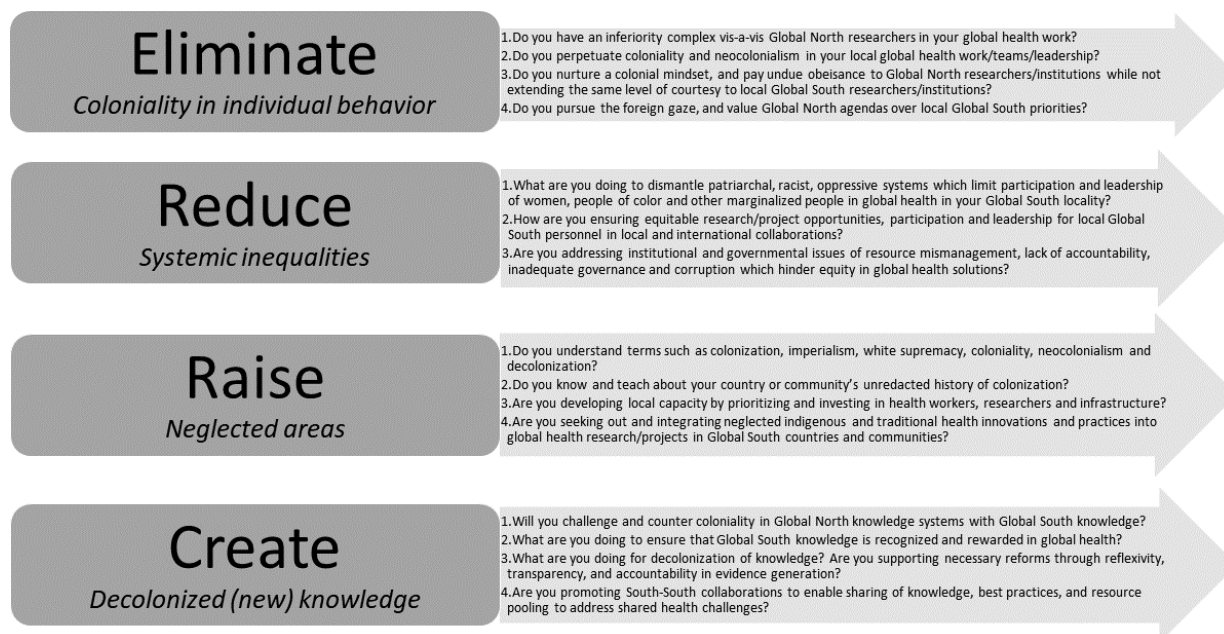 Eliminate
Coloniality in individual behavior
1.Do you have an inferiority complex vis-a-vis Global North researchers in your global health work?
2.Do you perpetuate coloniality and neocolonialism in your local global health work/teams/leadership?
3.Do you nurture a colonial mindset, and pay undue obeisance to Global North researchers/institutions while not
extending the same level of courtesy to local Global South researchers/institutions?
4.Do you pursue the foreign gaze, and value Global North agendas over local Global South priorities?
Reduce
Systemic inequalities
1.What are you doing to dismantle patriarchal, racist, oppressive systems which limit participation and leadership
of women, people of color and other marginalized people in global health in your Global South locality?
2.How are you ensuring equitable research/project opportunities, participation and leadership for local Global
South personnel in local and international collaborations?
3.Are you addressing institutional and governmental issues of resource mismanagement, lack of accountability,
inadequate governance and corruption which hinder equity in global health solutions?
Raise
Neglected areas
1.Do you understand terms such as colonization, imperialism, white supremacy, coloniality, neocolonialism and
decolonization?
2.Do you know and teach about your country or community's unredacted history of colonization?
3.Are you developing local capacity by prioritizing and investing in health workers, researchers and infrastructure?
4.Are you seeking out and integrating neglected indigenous and traditional health innovations and practices into
global health research/projects in Global South countries and communities?
Create
Decolonized (new) knowledge
1.Will you challenge and counter coloniality in Global North knowledge systems with Global South knowledge?
2.What are you doing to ensure that Global South knowledge is recognized and rewarded in global health?
3.What are you doing for decolonization of knowledge? Are you supporting necessary reforms through reflexivity,
transparency, and accountability in evidence generation?
4.Are you promoting South-South collaborations to enable sharing of knowledge, best practices, and resource
pooling to address shared health challenges?